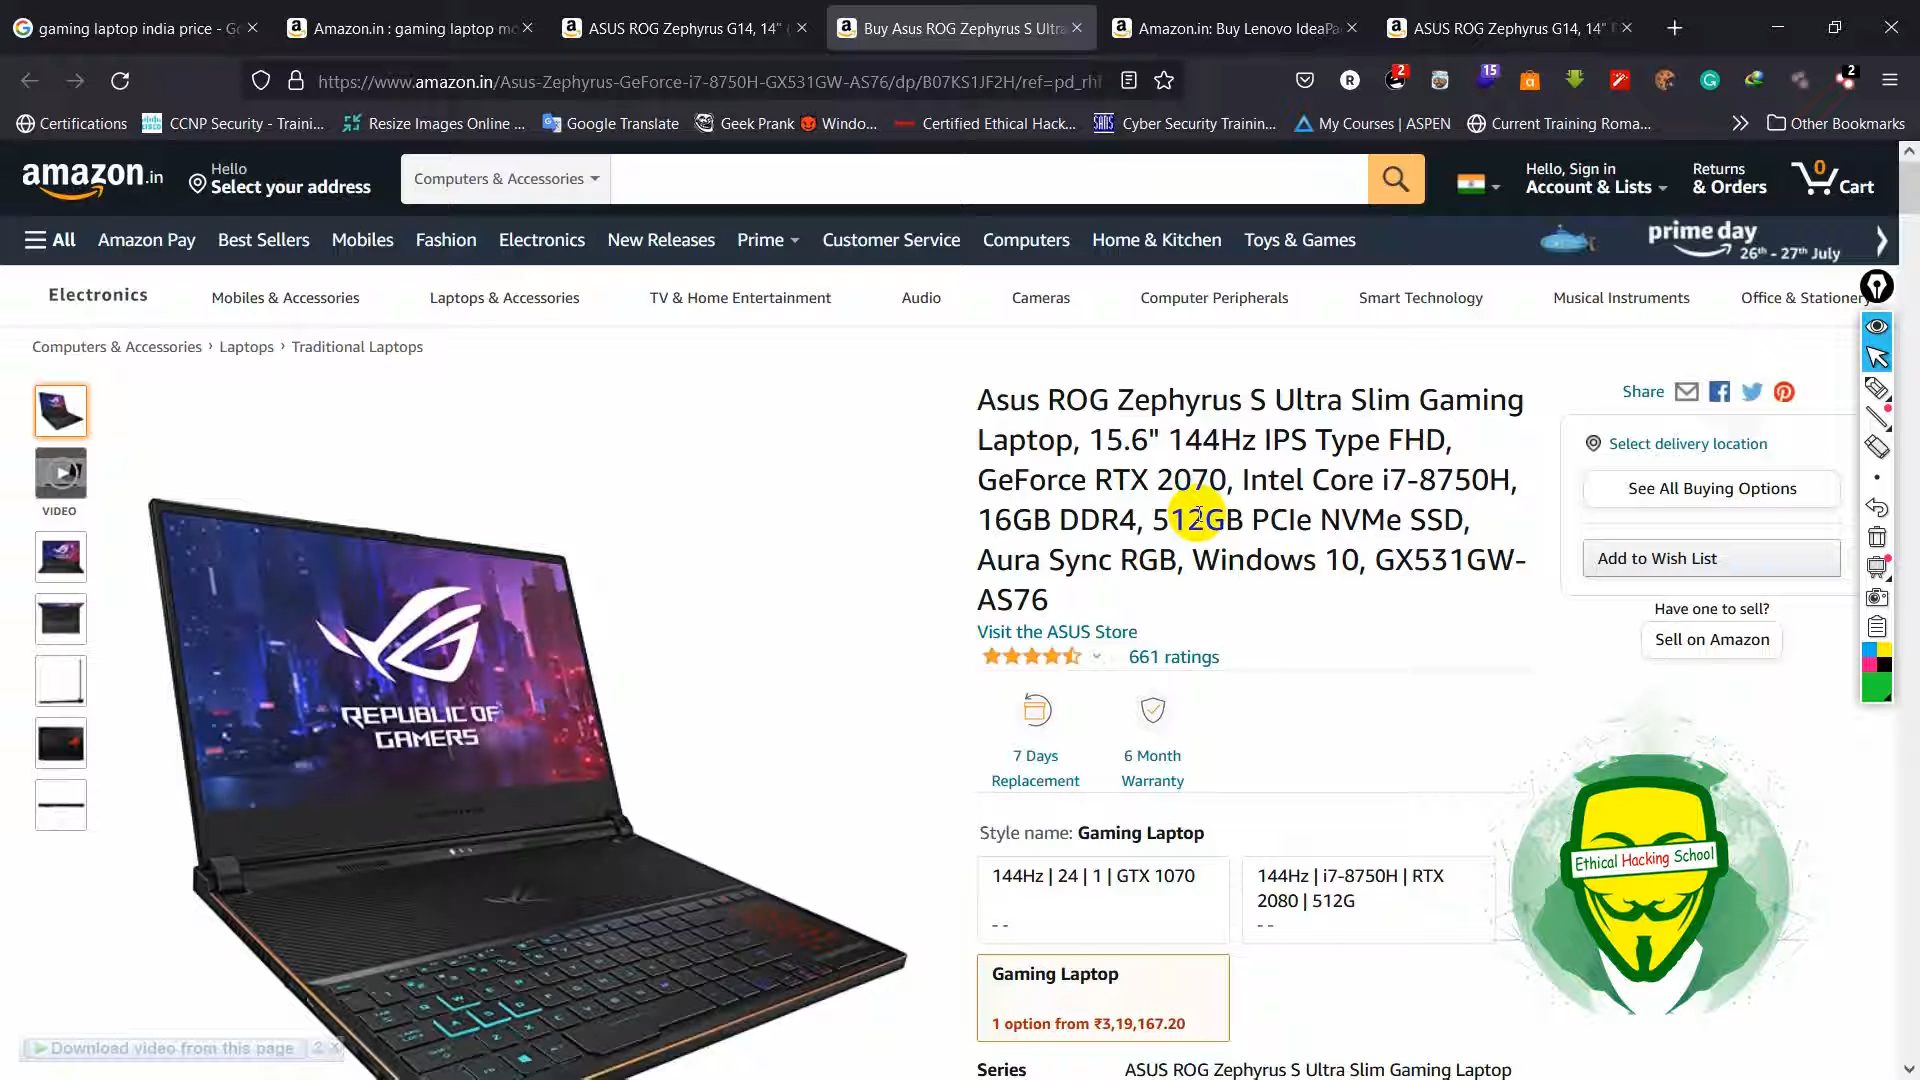 gaming laptop india price - Go
Amazon.in : gaming laptop mo
ASUS ROG Zephyrus G14, 14" (
Buy Asus ROG Zephyrus S Ultra
Amazon.in: Buy Lenovo IdeaPa
ASUS ROG Zephyrus G14, 14" F
https://www.amazon.in/Asus-Zephyrus-GeForce-i7-8750H-GX531GW-AS76/dp/B07KS1JF2H/ref=pd_rhf
R
2
15
a
G
2
Certifications
CCNP Security - Traini...
Resize Images Online ...
Google Translate
Geek Prank
Windo...
Certified Ethical Hack...
SANS
Cyber Security Trainin...
My Courses | ASPEN
Current Training Roma...
Other Bookmarks
amazon.in
Hello
Select your address
Computers & Accessories
Hello, Sign in
Account & Lists
Returns
& Orders
0
Cart
All
Amazon Pay
Best Sellers
Mobiles
Fashion
Electronics
New Releases
Prime
Customer Service
Computers
Home & Kitchen
Toys & Games
prime day
26th - 27th July
Electronics
Mobiles & Accessories
Laptops & Accessories
TV & Home Entertainment
Audio
Cameras
Computer Peripherals
Smart Technology
Musical Instruments
Office & Stationery
Computers & Accessories › Laptops › Traditional Laptops
VIDEO
REPUBLIC OF
GAMERS
Asus ROG Zephyrus S Ultra Slim Gaming
Laptop, 15.6" 144Hz IPS Type FHD,
GeForce RTX 2070, Intel Core i7-8750H,
16GB DDR4, 512GB PCIe NVMe SSD,
Aura Sync RGB, Windows 10, GX531GW-
AS76
Visit the ASUS Store
661 ratings
7 Days
Replacement
6 Month
Warranty
Style name: Gaming Laptop
144Hz | 24 | 1 | GTX 1070
- -
144Hz | i7-8750H | RTX
2080 | 512G
- -
Gaming Laptop
1 option from ₹3,19,167.20
Series
ASUS ROG Zephyrus S Ultra Slim Gaming Laptop
Share
Select delivery location
See All Buying Options
Add to Wish List
Have one to sell?
Sell on Amazon
Ethical Hacking School
Download video from this page
?
W
A
S
D